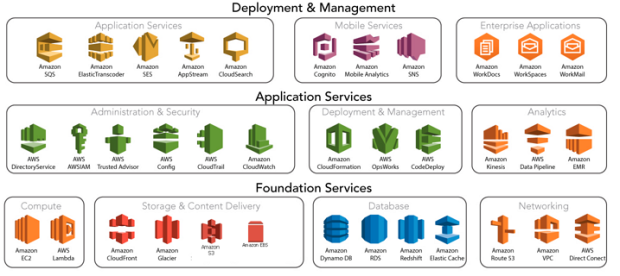 Deployment & Management
Application Services
Mobile Services
Enterprise Applications
Amazon SQS
Amazon ElasticTranscoder
Amazon SES
Amazon AppStream
Amazon CloudSearch
Amazon Cognito
Amazon Mobile Analytics
Amazon SNS
Amazon WorkDocs
Amazon WorkSpaces
Amazon WorkMail
Application Services
Administration & Security
Deployment & Management
Analytics
AWS DirectoryService
AWS AWSIAM
AWS Trusted Advisor
AWS Config
AWS CloudTrail
Amazon CloudWatch
Amazon CloudFormation
AWS OpsWorks
AWS CodeDeploy
Amazon Kinesis
AWS Data Pipeline
Amazon EMR
Foundation Services
Compute
Storage & Content Delivery
Database
Networking
Amazon EC2
AWS Lambda
Amazon CloudFront
Amazon Glacier
Amazon S3
Amazon EBS
Amazon Dynamo DB
Amazon RDS
Amazon Redshift
Amazon Elastic Cache
Amazon Route S3
Amazon VPC
AWS Direct Conect